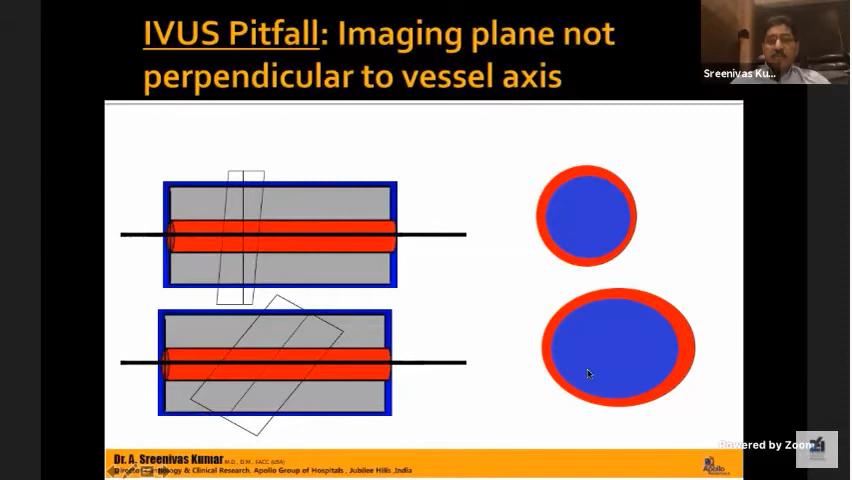 IVUS Pitfall: Imaging plane not
perpendicular to vessel axis
Sreenivas Ku...
Powered by Zoom
Dr. A. Sreenivas Kumar M.D., D.M., FACC (USA)
Cardiology & Clinical Research. Apollo Group of Hospitals , Jubilee Hills ,India
Apollo